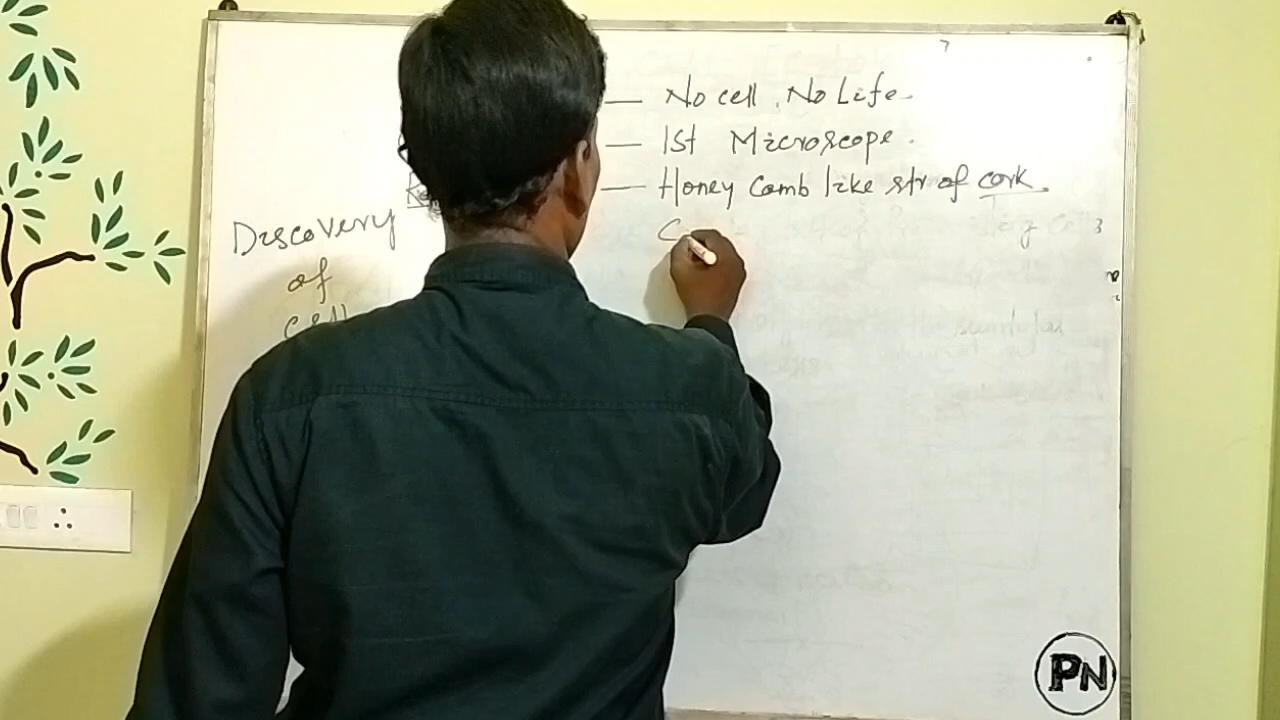 — No cell, No Life.
— 1st Microscope.
— Honey Comb like str of cork.
Discovery
of
cell
PN